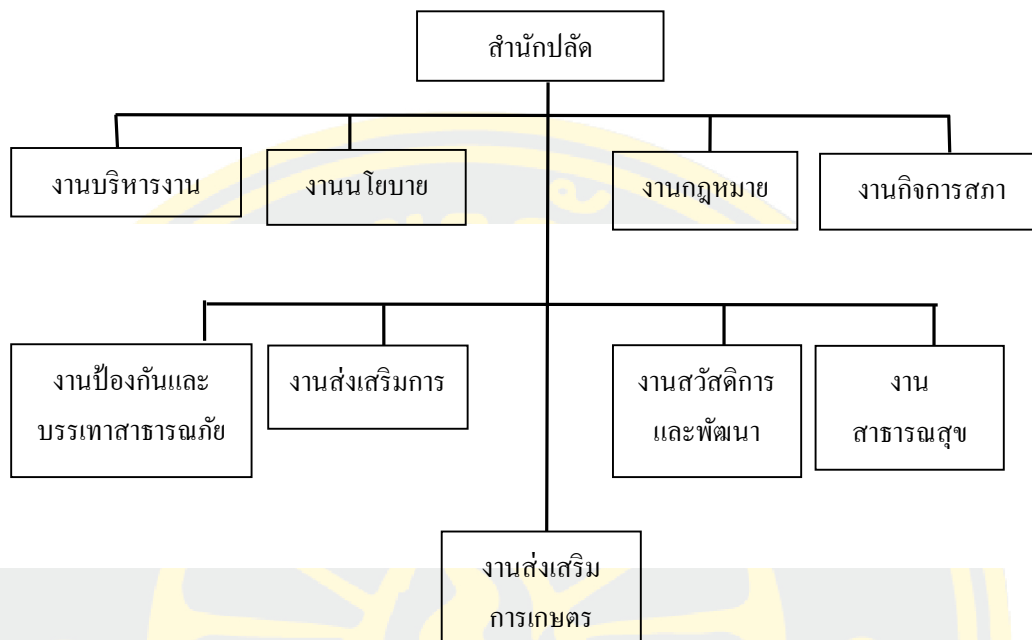 สำนักปลัด
งานบริหารงาน
งานนโยบาย
งานกฎหมาย
งานกิจการสภา
งานป้องกันและ
บรรเทาสาธารณภัย
งานส่งเสริมการ
งานสวัสดิการ
และพัฒนา
งาน
สาธารณสุข
งานส่งเสริม
การเกษตร